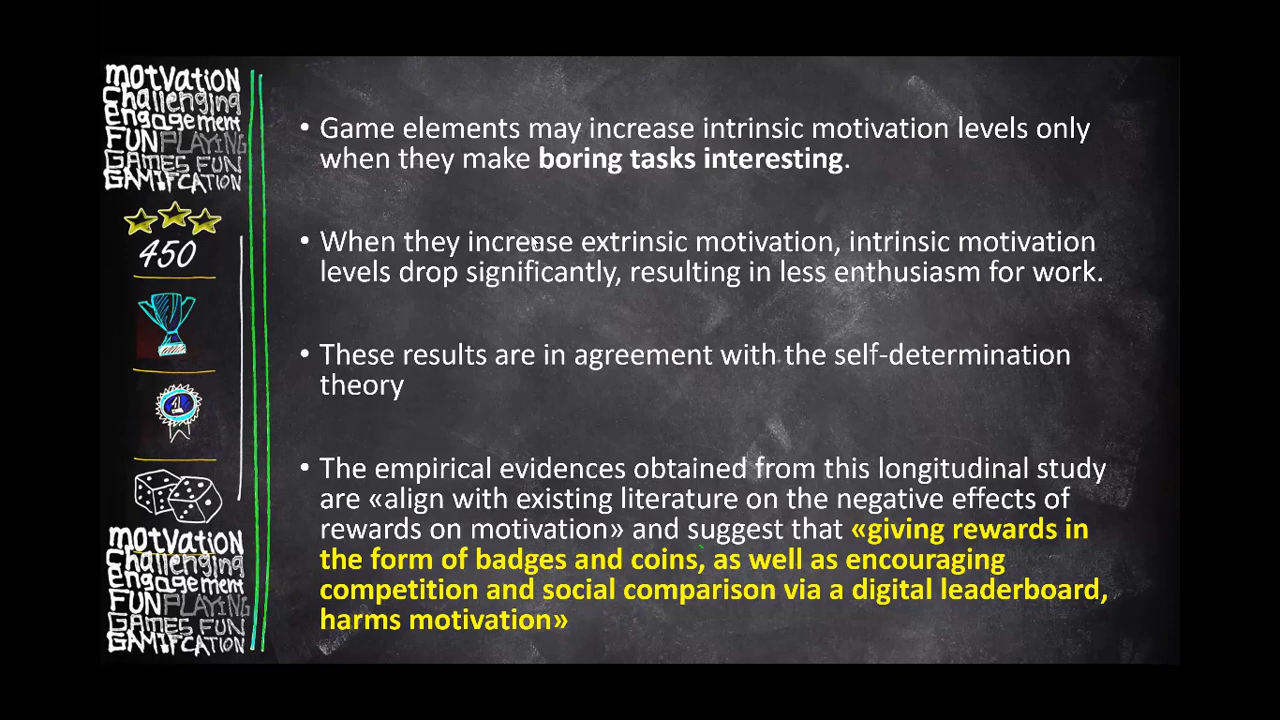 motVation
Challenging
Engagement
FUN PLAYING
GAMES FUN
GAMIFCATION
450
1
motVation
Challenging
Engagement
FUN PLAYING
GAMES FUN
GAMIFCATION
• Game elements may increase intrinsic motivation levels only
when they make boring tasks interesting.
• When they increase extrinsic motivation, intrinsic motivation
levels drop significantly, resulting in less enthusiasm for work.
• These results are in agreement with the self-determination
theory
• The empirical evidences obtained from this longitudinal study
are «align with existing literature on the negative effects of
rewards on motivation» and suggest that «giving rewards in
the form of badges and coins, as well as encouraging
competition and social comparison via a digital leaderboard,
harms motivation»